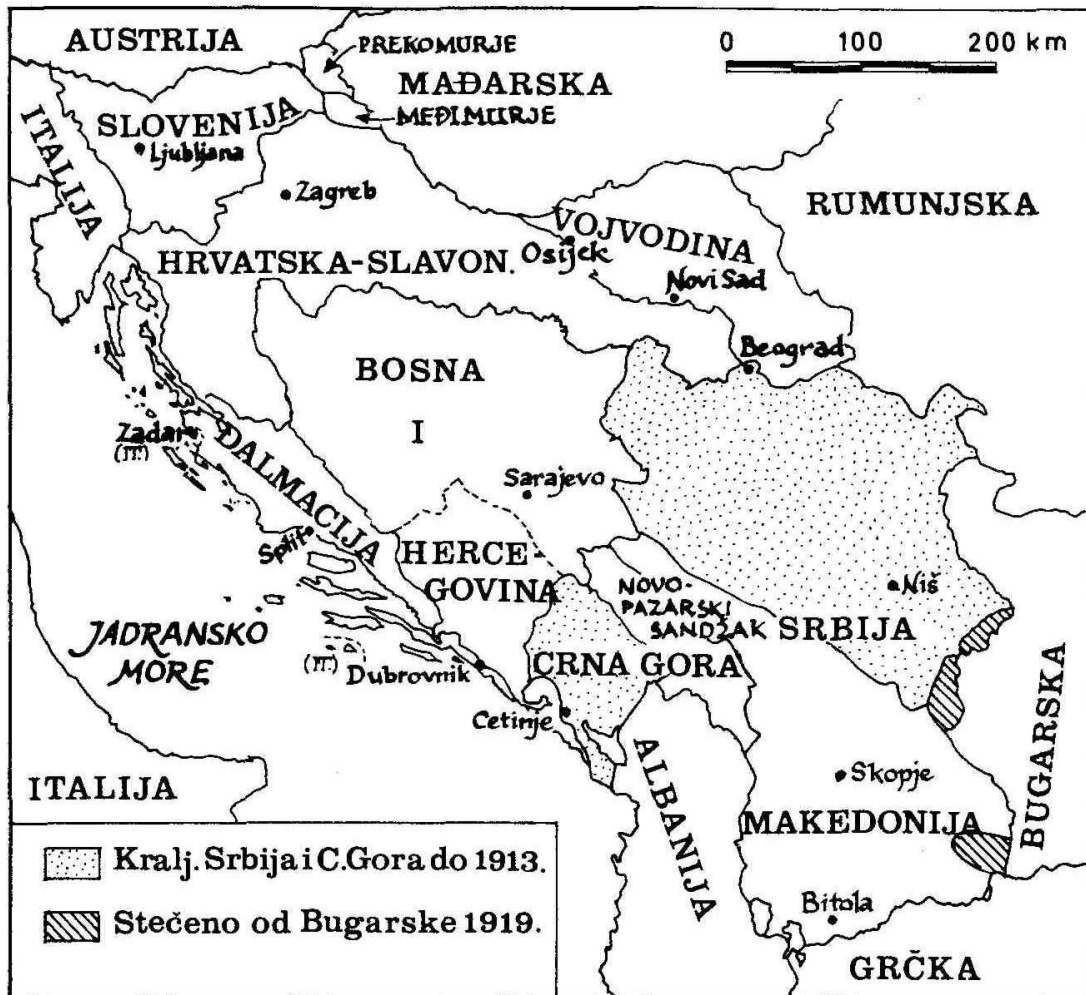 AUSTRIJA
PREKOMURJE
MAĐARSKA
MEĐIMURJE
0 100 200 km
ITALIJA
SLOVENIJA
Ljubljana
Zagreb
RUMUNJSKA
VOJVODINA
Osijek
HRVATSKA-SLAVON.
Novi Sad
Beograd
BOSNA
I
Zadar
(IT.)
DALMACIJA
Sarajevo
Split
HERCE-
GOVINA
NOVO-
PAZARSKI
SANDŽAK
Niš
SRBIJA
JADRANSKO
MORE
(IT.)
Dubrovnik
CRNA GORA
Cetinje
ALBANIJA
Skopje
BUGARSKA
MAKEDONIJA
ITALIJA
Bitola
GRČKA
Kralj. Srbija i C. Gora do 1913.
Stečeno od Bugarske 1919.